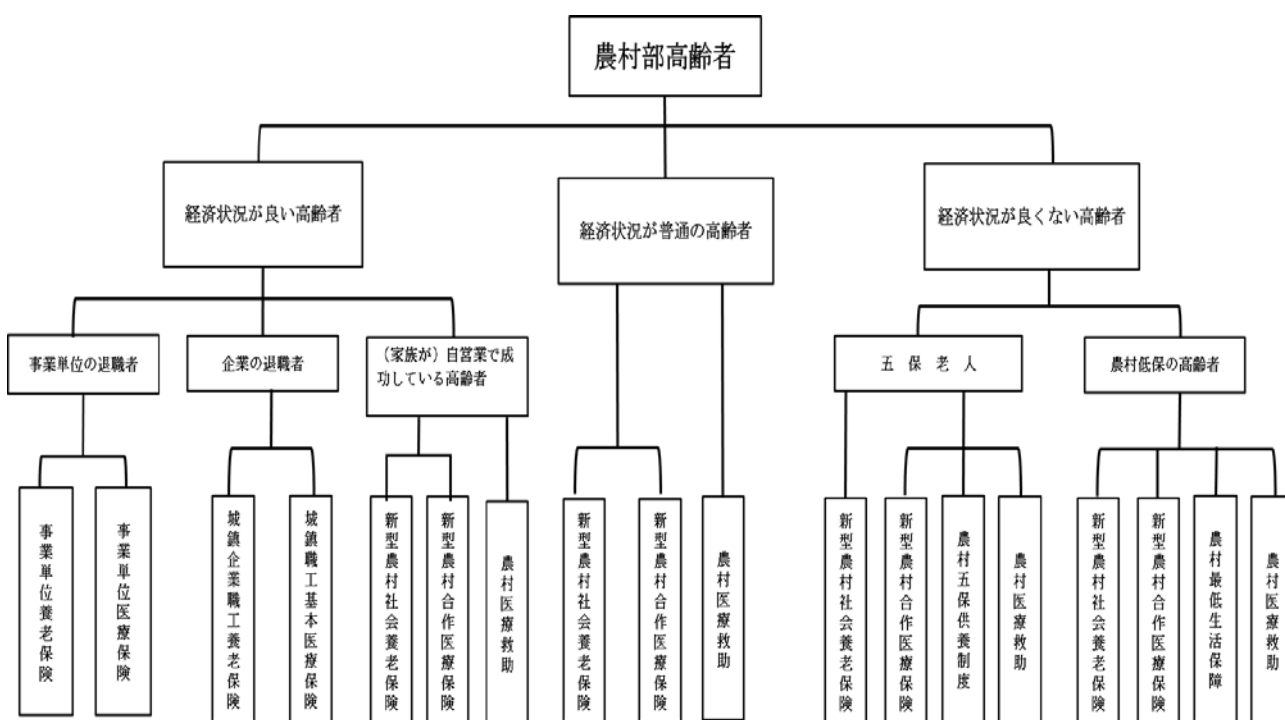 農村部高齢者
経済状況が良い高齢者
経済状況が普通の高齢者
経済状況が良くない高齢者
事業単位の退職者
企業の退職者
（家族が）自営業で成
功している高齢者
五保老人
農村低保の高齢者
事業単位養老保険
事業単位医療保険
城鎮企業職工養老保険
城鎮職工基本医療保険
新型農村社会養老保険
新型農村合作医療保険
農村医療救助
新型農村社会養老保険
新型農村合作医療保険
農村医療救助
新型農村社会養老保険
新型農村合作医療保険
農村五保供養制度
農村医療救助
新型農村社会養老保険
新型農村合作医療保険
農村最低生活保障
農村医療救助